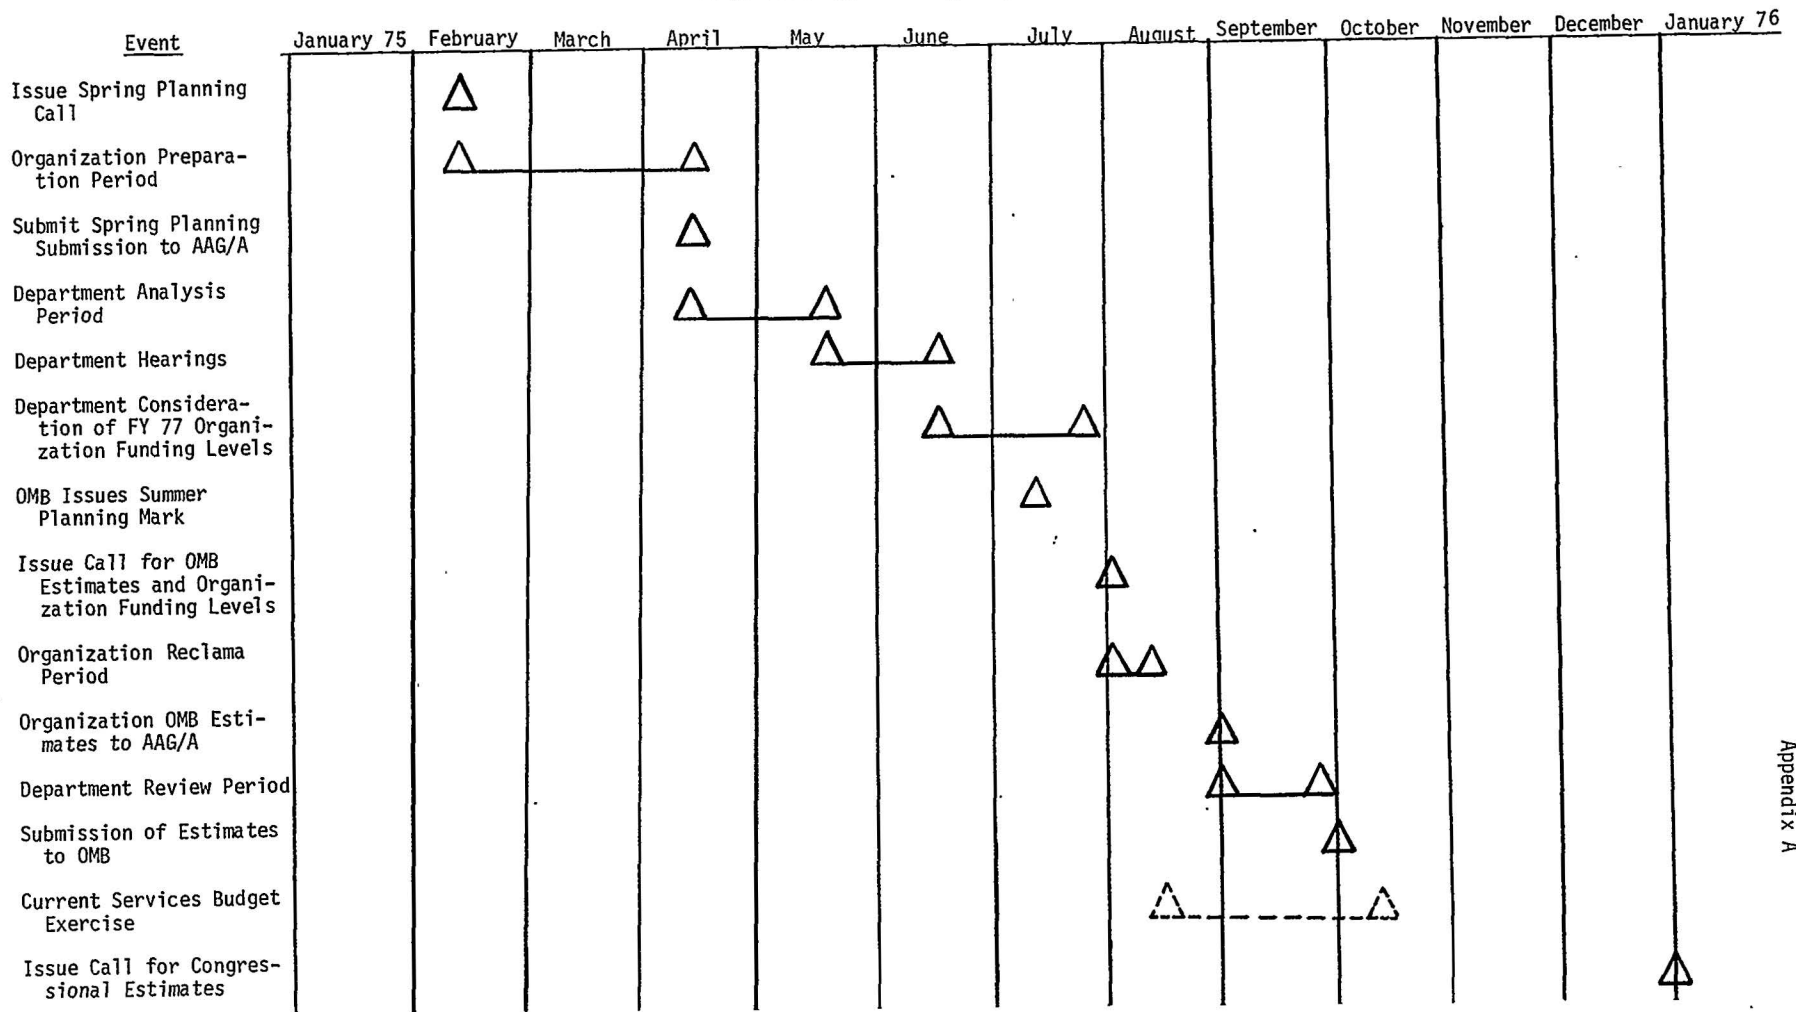 Event January 75 February March April May June July August September October November December January 76
Issue Spring Planning
Call
Organization Prepara-
tion Period
Submit Spring Planning
Submission to AAG/A
Department Analysis
Period
Department Hearings
Department Considera-
tion of FY 77 Organi-
zation Funding Levels
OMB Issues Summer
Planning Mark
Issue Call for OMB
Estimates and Organi-
zation Funding Levels
Organization Reclama
Period
Organization OMB Esti-
mates to AAG/A
Department Review Period
Submission of Estimates
to OMB
Current Services Budget
Exercise
Issue Call for Congres-
sional Estimates
Appendix A